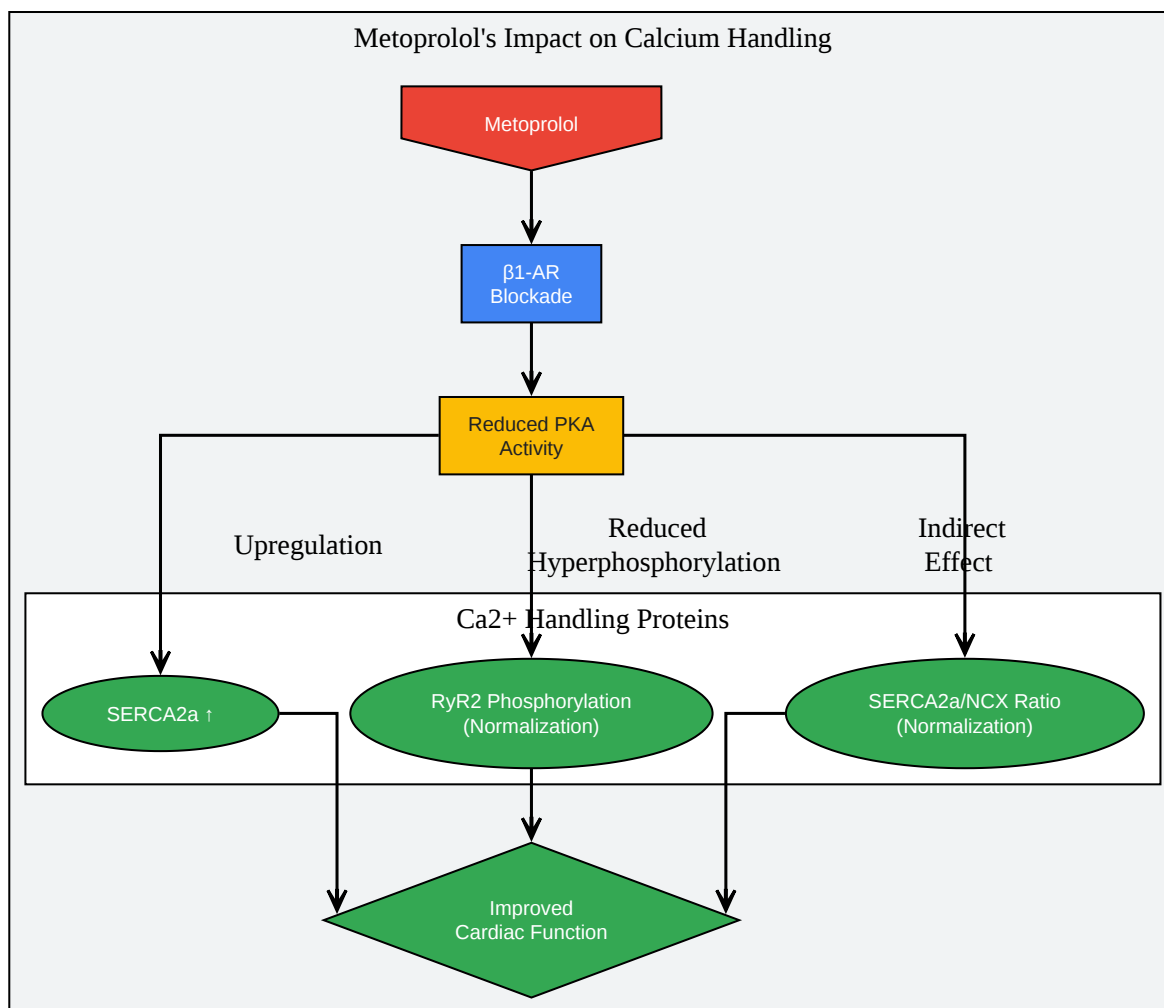 Metoprolol's Impact on Calcium Handling
Metoprolol
β1-AR
Blockade
Reduced PKA
Activity
Upregulation
Reduced
Hyperphosphorylation
Indirect
Effect
Ca2+ Handling Proteins
SERCA2a ↑
RyR2 Phosphorylation
(Normalization)
SERCA2a/NCX Ratio
(Normalization)
Improved
Cardiac Function